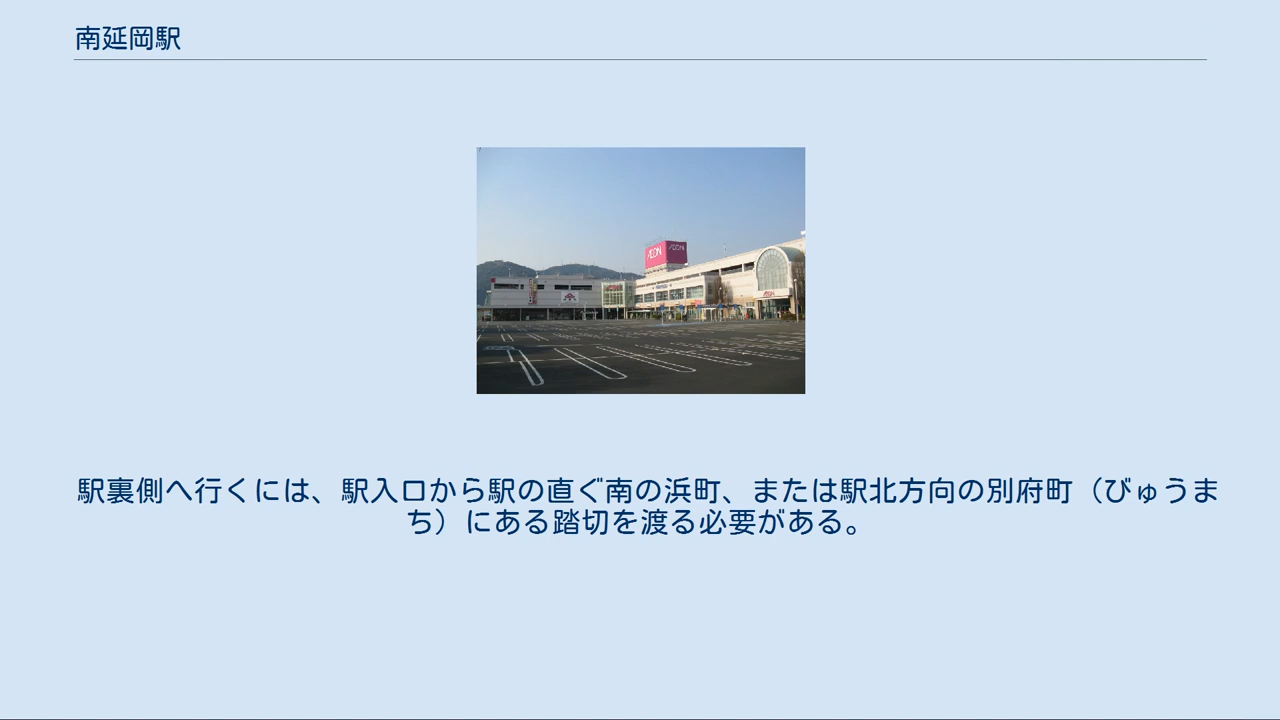 南延岡駅
ÆON
ÆON
駅裏側へ行くには、駅入口から駅の直ぐ南の浜町、または駅北方向の別府町（びゅうま
ち）にある踏切を渡る必要がある。